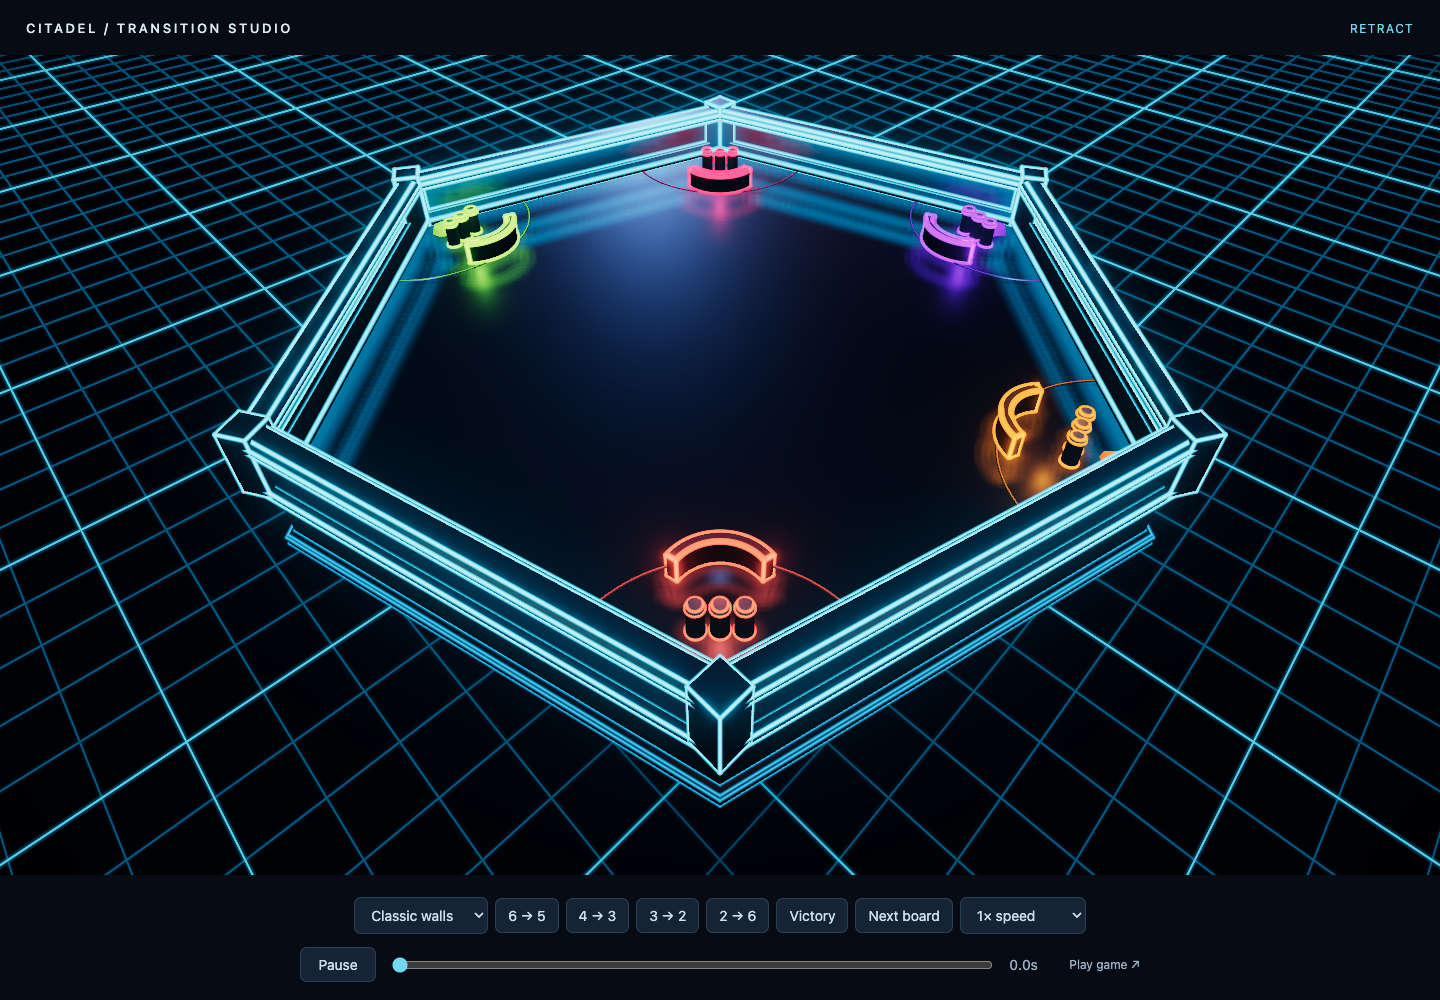 CITADEL / TRANSITION STUDIO
RETRACT
Classic walls
6 → 5
4 → 3
3 → 2
2 → 6
Victory
Next board
1× speed
Pause
0.0s
Play game ↗